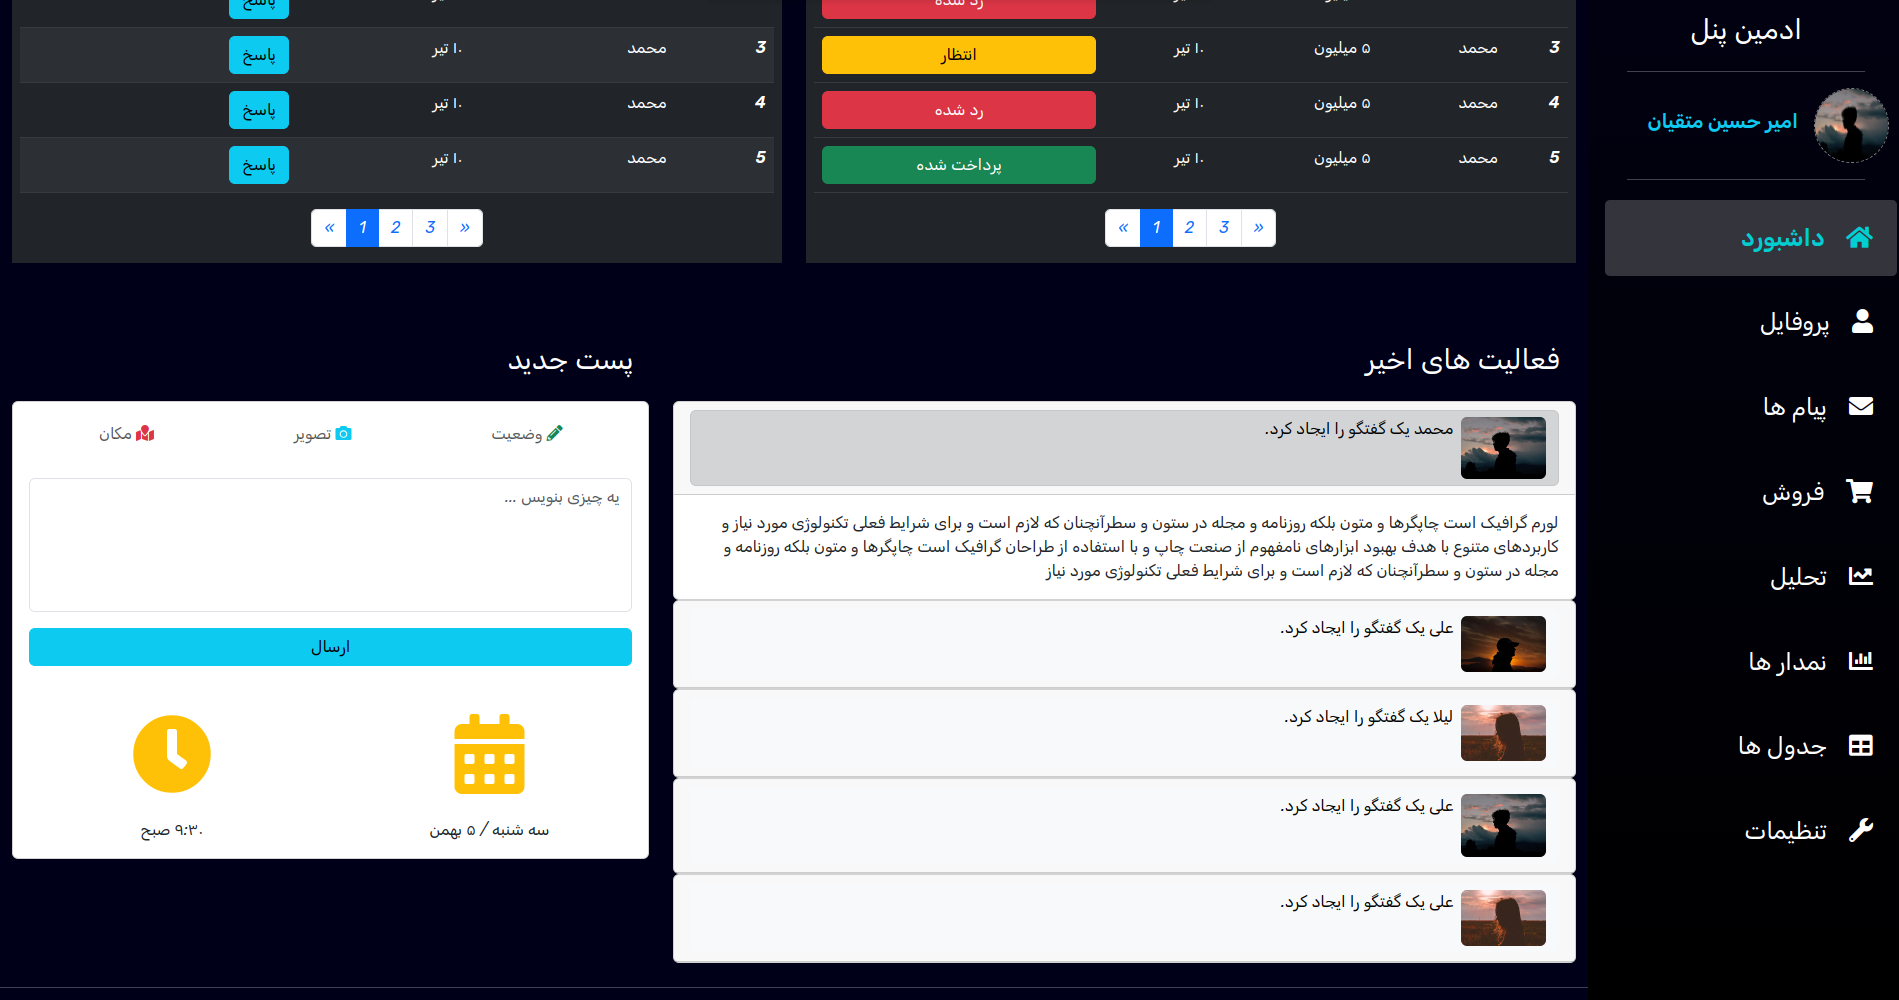 ادمین پنل
امیر حسین متقیان
داشبورد
پروفایل
پیام ها
فروش
تحلیل
نمدار ها
جدول ها
تنظیمات
رد شده
3 محمد ۵ میلیون ۱۰ تیر انتظار
4 محمد ۵ میلیون ۱۰ تیر رد شده
5 محمد ۵ میلیون ۱۰ تیر پرداخت شده
« 1 2 3 »
پاسخ
3 محمد ۱۰ تیر پاسخ
4 محمد ۱۰ تیر پاسخ
5 محمد ۱۰ تیر پاسخ
« 1 2 3 »
فعالیت های اخیر
محمد یک گفتگو را ایجاد کرد.
لورم گرافیک است چاپگرها و متون بلکه روزنامه و مجله در ستون و سطرآنچنان که لازم است و برای شرایط فعلی تکنولوژی مورد نیاز و
کاربردهای متنوع با هدف بهبود ابزارهای نامفهوم از صنعت چاپ و با استفاده از طراحان گرافیک است چاپگرها و متون بلکه روزنامه و
مجله در ستون و سطرآنچنان که لازم است و برای شرایط فعلی تکنولوژی مورد نیاز
علی یک گفتگو را ایجاد کرد.
لیلا یک گفتگو را ایجاد کرد.
علی یک گفتگو را ایجاد کرد.
علی یک گفتگو را ایجاد کرد.
پست جدید
وضعیت تصویر مکان
یه چیزی بنویس ...
ارسال
سه شنبه / ۵ بهمن
۹:۳۰ صبح